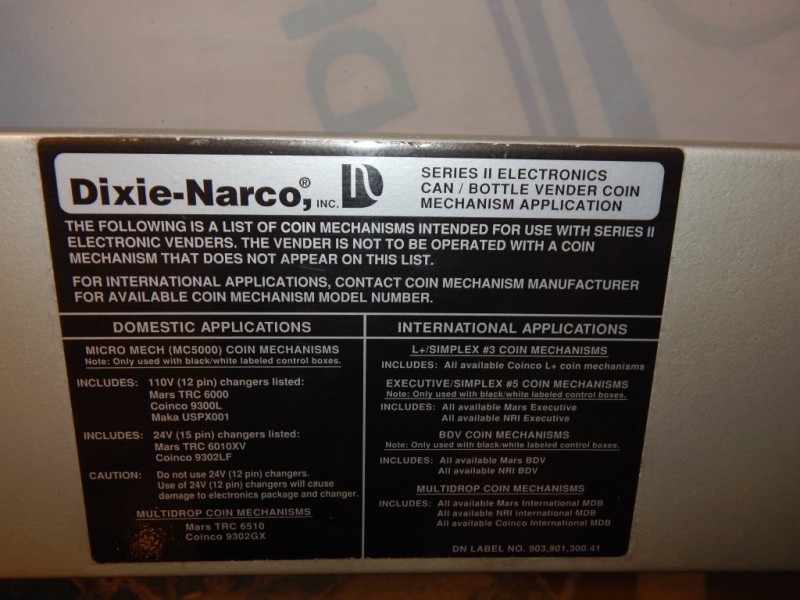 Dixie-Narco,® INC.
SERIES II ELECTRONICS
CAN / BOTTLE VENDER COIN
MECHANISM APPLICATION
THE FOLLOWING IS A LIST OF COIN MECHANISMS INTENDED FOR USE WITH SERIES II
ELECTRONIC VENDERS. THE VENDER IS NOT TO BE OPERATED WITH A COIN
MECHANISM THAT DOES NOT APPEAR ON THIS LIST.
FOR INTERNATIONAL APPLICATIONS, CONTACT COIN MECHANISM MANUFACTURER
FOR AVAILABLE COIN MECHANISM MODEL NUMBER.
DOMESTIC APPLICATIONS
MICRO MECH (MC5000) COIN MECHANISMS
Note: Only used with black/white labeled control boxes.
INCLUDES: 110V (12 pin) changers listed:
Mars TRC 6000
Coinco 9300L
Maka USPX001
INCLUDES: 24V (15 pin) changers listed:
Mars TRC 6010XV
Coinco 9302LF
CAUTION: Do not use 24V (12 pin) changers.
Use of 24V (12 pin) changers will cause
damage to electronics package and changer.
MULTIDROP COIN MECHANISMS
Mars TRC 6510
Coinco 9302GX
INTERNATIONAL APPLICATIONS
L+/SIMPLEX #3 COIN MECHANISMS
INCLUDES: All available Coinco L+ coin mechanisms
EXECUTIVE/SIMPLEX #5 COIN MECHANISMS
Note: Only used with black/white labeled control boxes.
INCLUDES: All available Mars Executive
All available NRI Executive
BDV COIN MECHANISMS
Note: Only used with black/white labeled control boxes.
INCLUDES: All available Mars BDV
All available NRI BDV
MULTIDROP COIN MECHANISMS
INCLUDES: All available Mars International MDB
All available NRI international MDB
All available Coinco International MDB
DN LABEL NO. 903,901,300.41